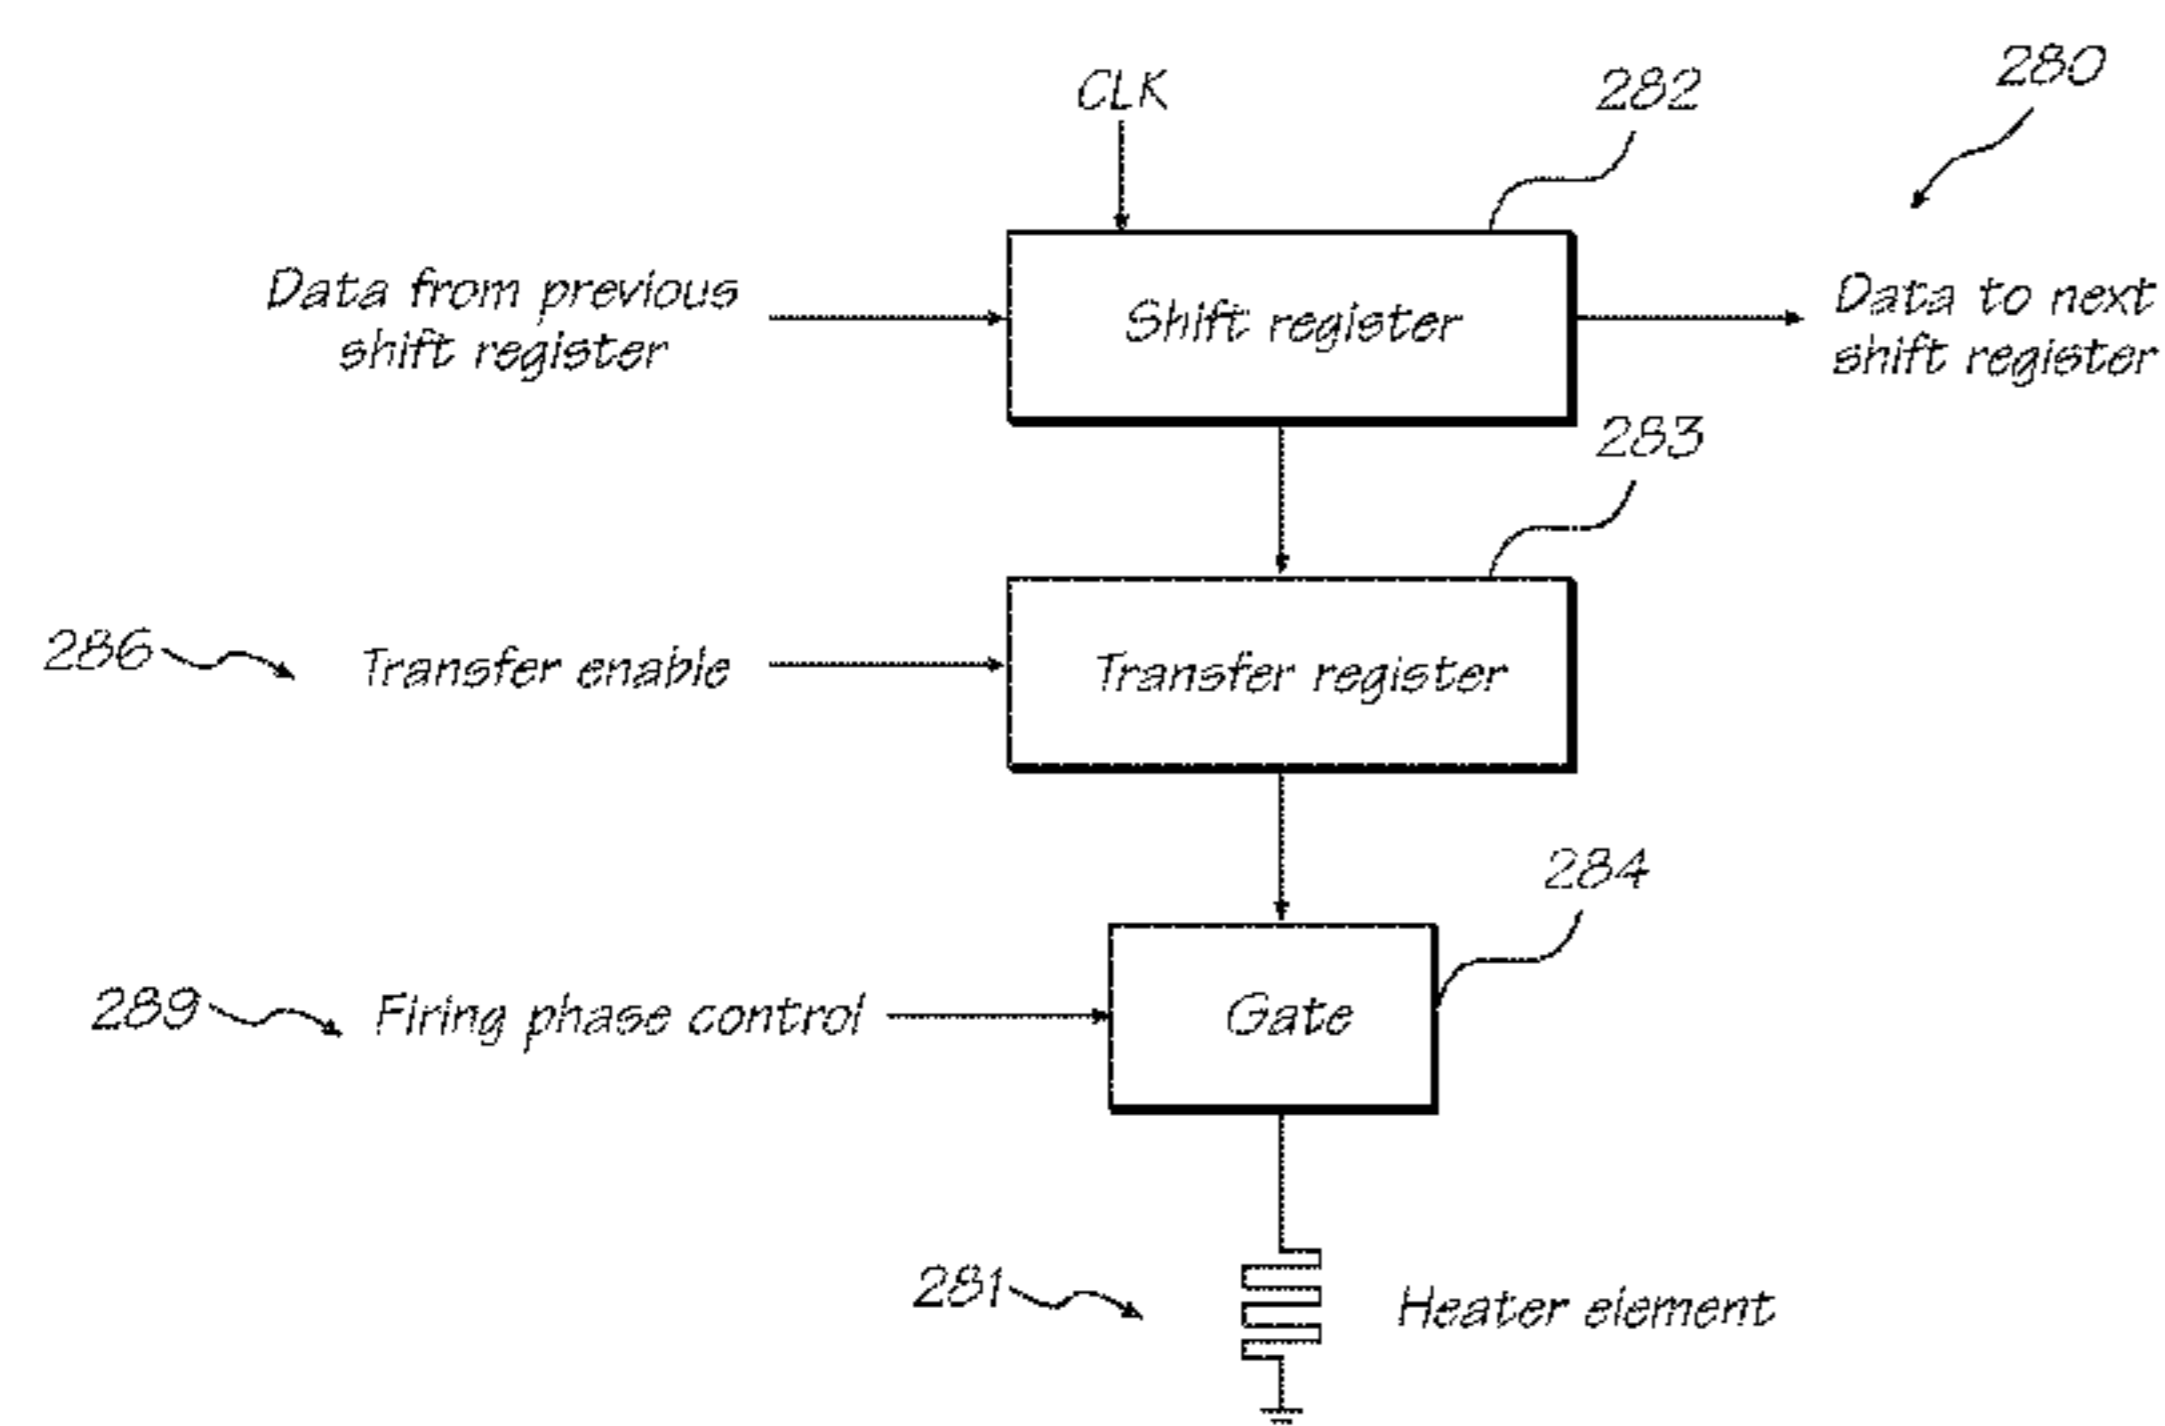 CLK
282
280
Data from previous
shift register
Shift register
Data to next
shift register
283
286
Transfer enable
Transfer register
284
289
Firing phase control
Gate
281
Heater element